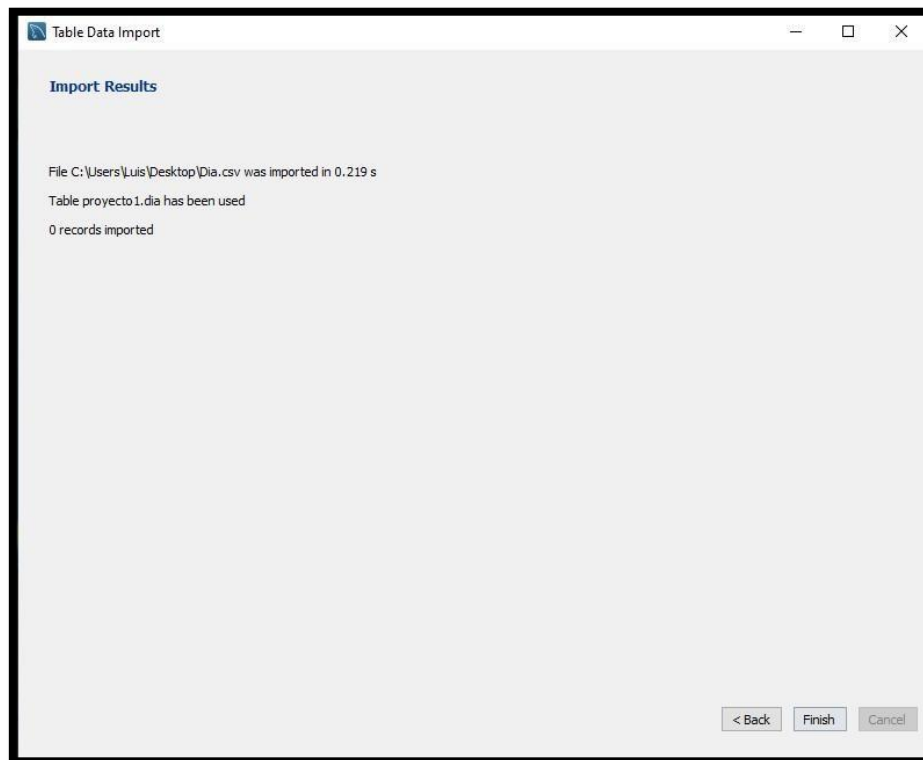 Table Data Import
Import Results
File C:\Users\Luis\Desktop\Dia.csv was imported in 0.219 s
Table proyecto1.dia has been used
0 records imported
< Back Finish Cancel